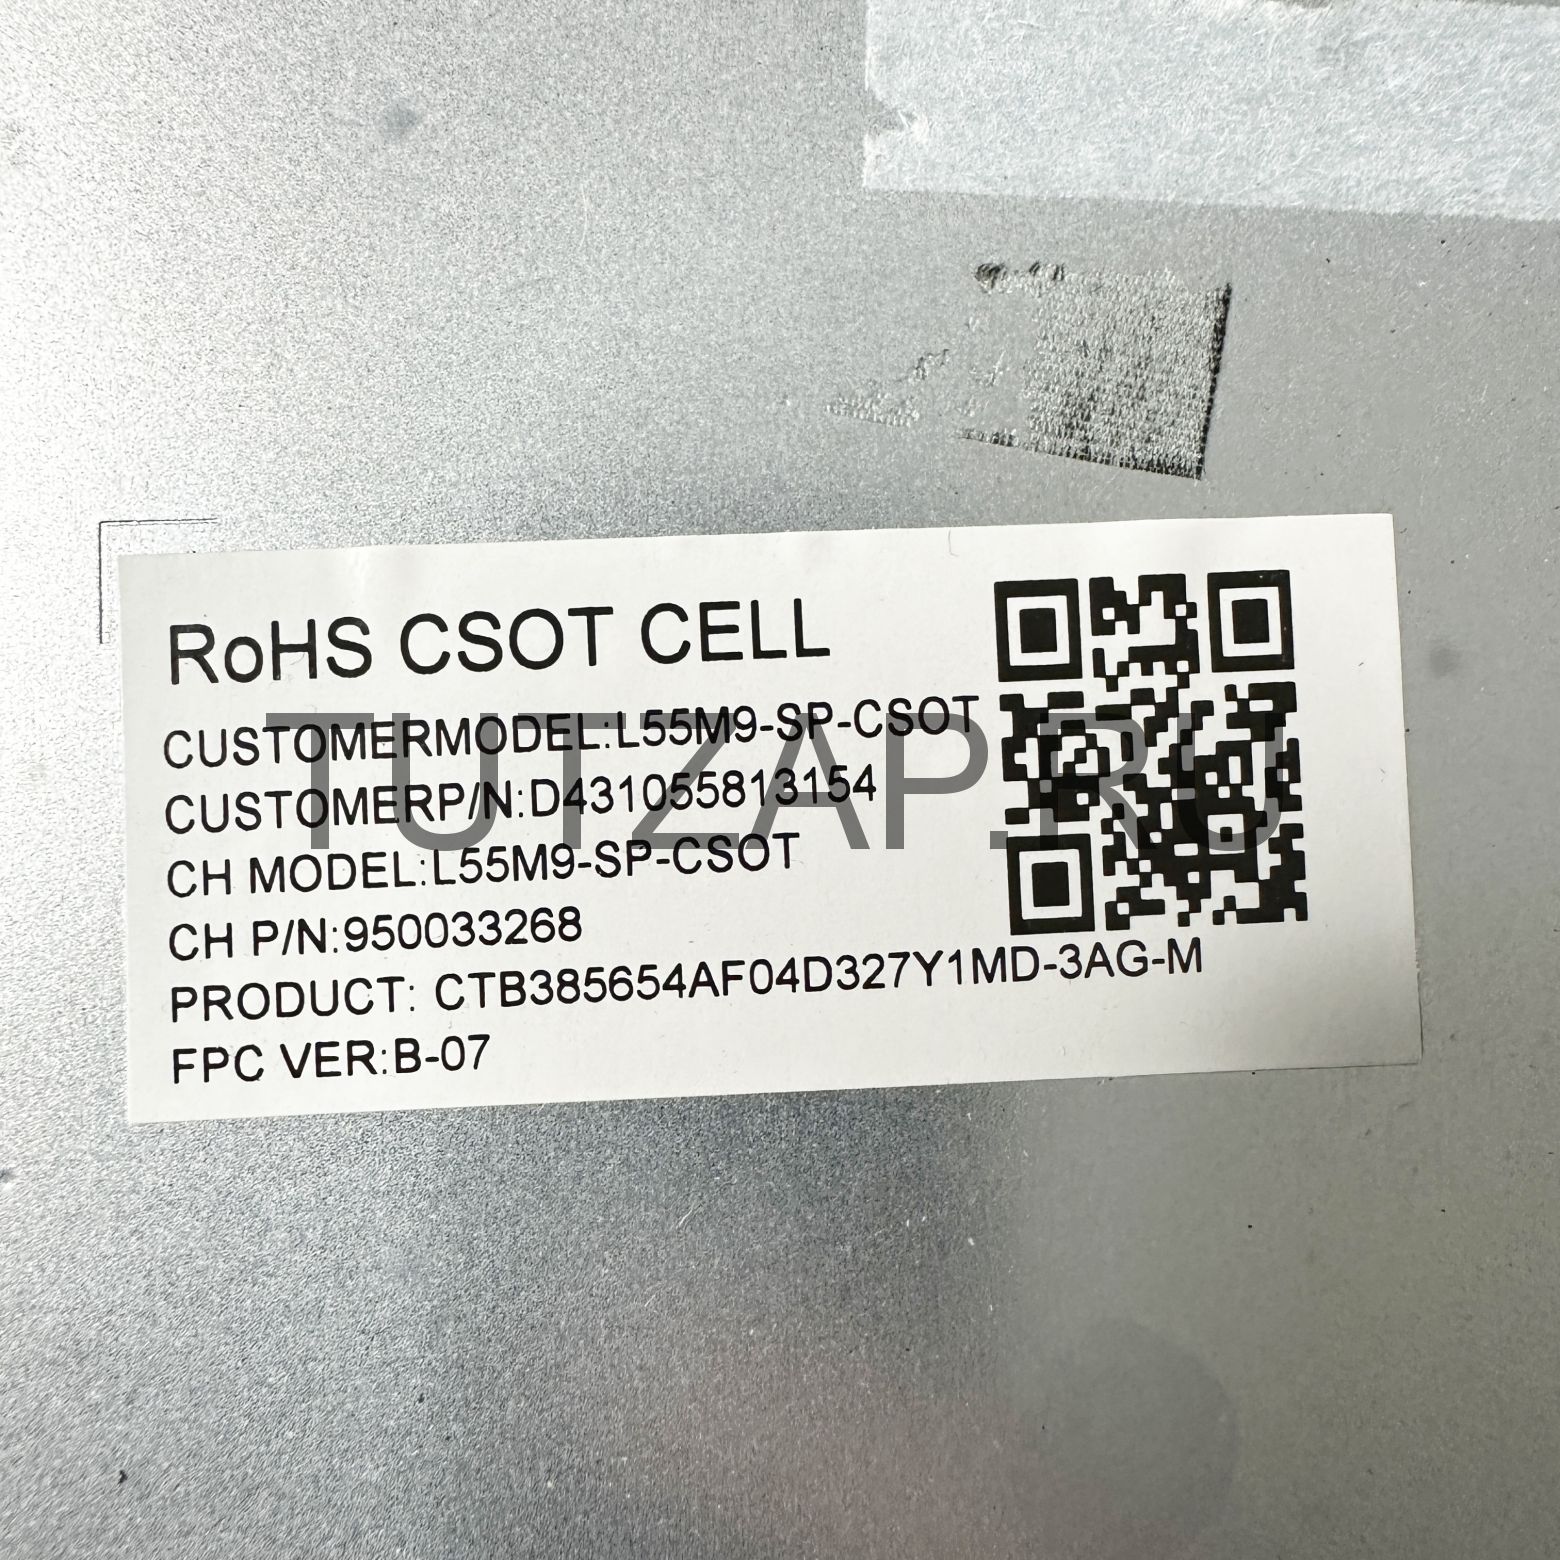 RoHS CSOT CELL
CUSTOMERMODEL:L55M9-SP-CSOT
CUSTOMERP/N:D431055813154
CH MODEL:L55M9-SP-CSOT
CH P/N:950033268
PRODUCT: CTB385654AF04D327Y1MD-3AG-M
FPC VER:B-07
TUTZAP.RU